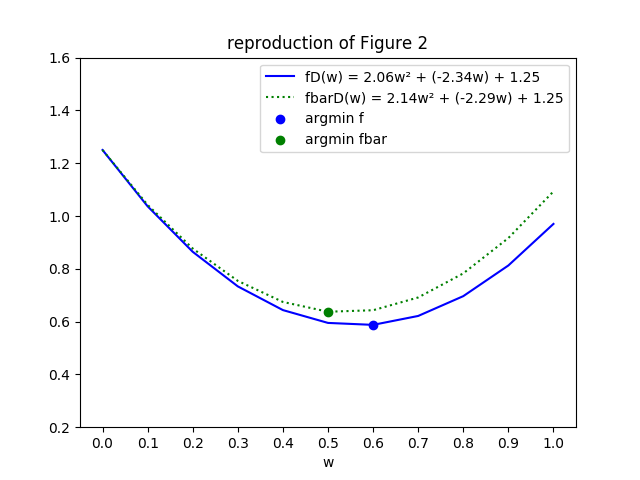 reproduction of Figure 2
fD(w) = 2.06w² + (-2.34w) + 1.25
fbarD(w) = 2.14w² + (-2.29w) + 1.25
argmin f
argmin fbar
1.6
1.4
1.2
1.0
0.8
0.6
0.4
0.2
0.0 0.1 0.2 0.3 0.4 0.5 0.6 0.7 0.8 0.9 1.0
w